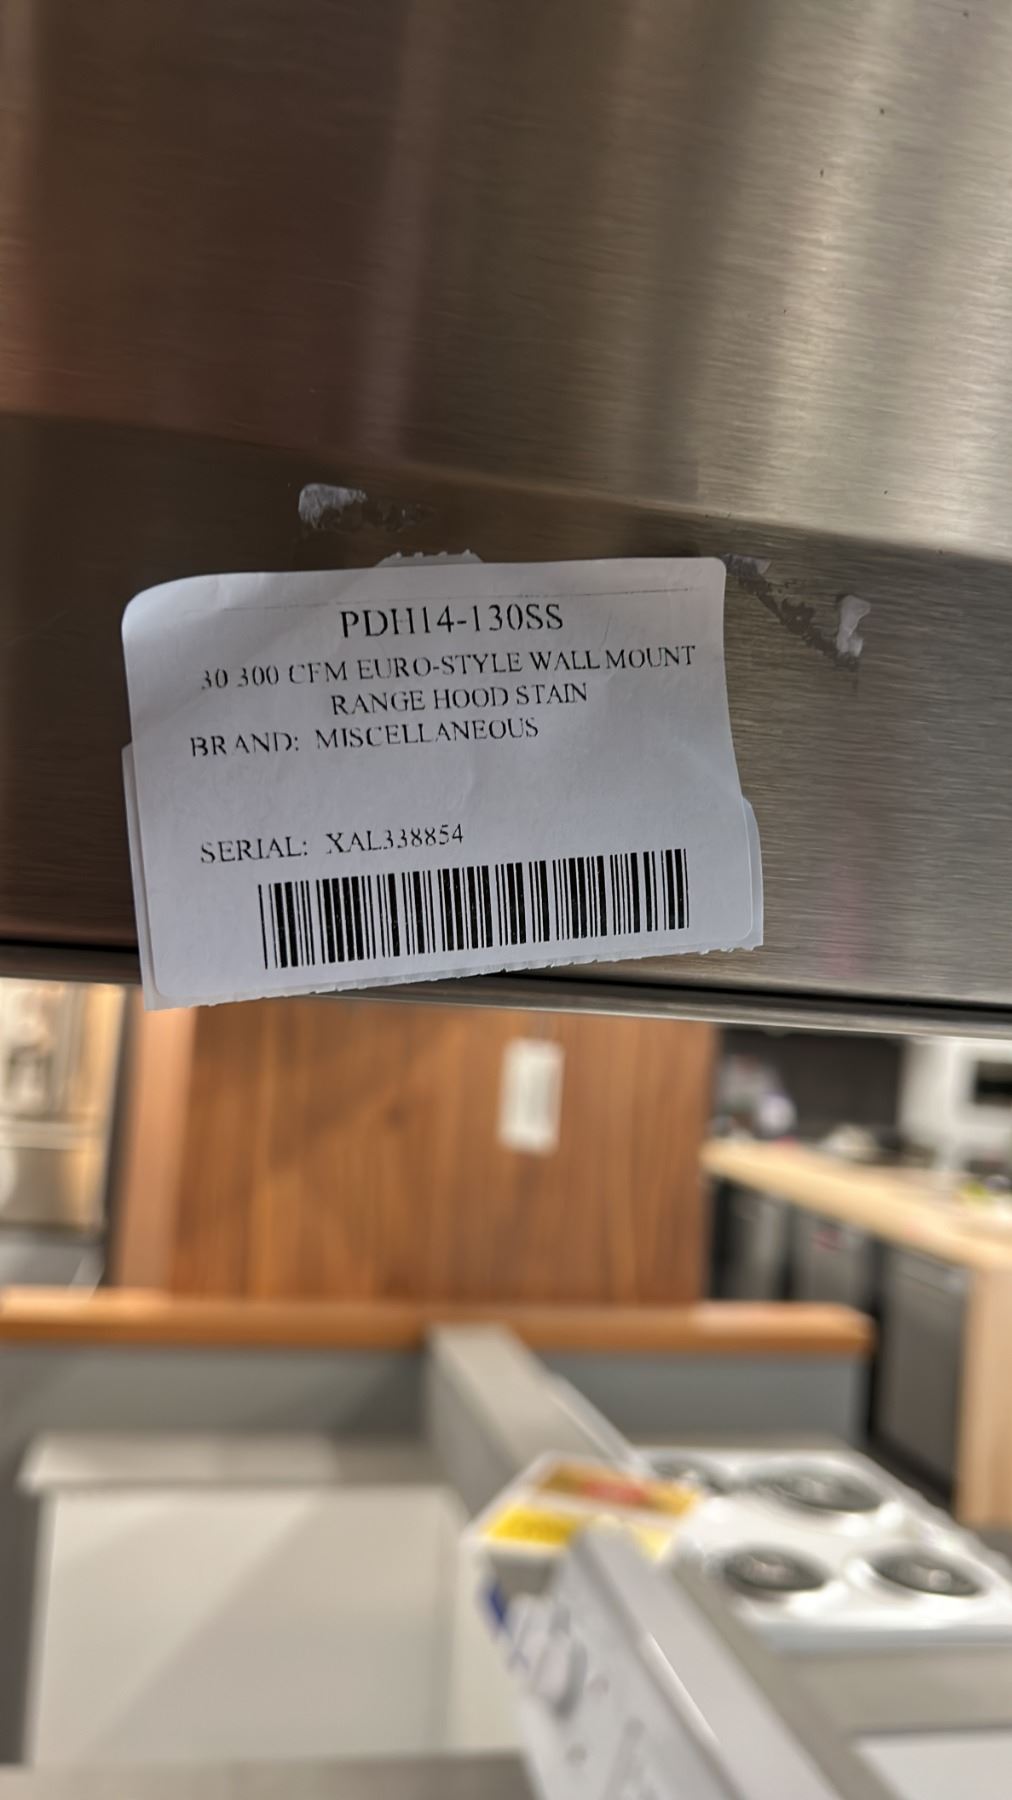 PDH14-130SS
30 300 CFM EURO-STYLE WALL MOUNT
RANGE HOOD STAIN
BRAND: MISCELLANEOUS
SERIAL: XAL338854